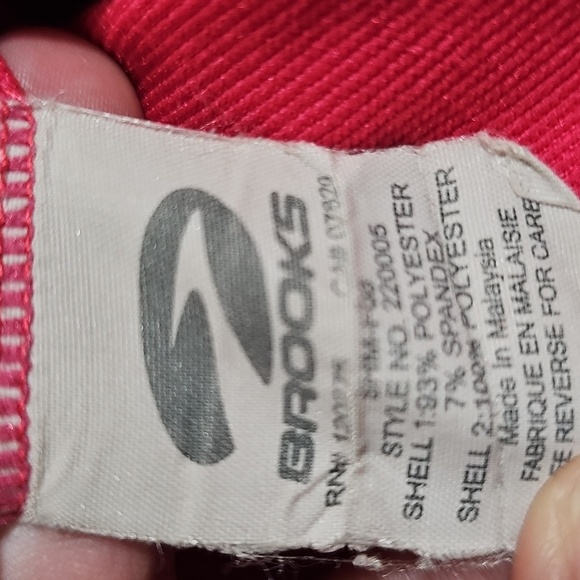 BROOKS
STYLE NO. 220005
SHELL 1:93% POLYESTER
7% SPANDEX
SHELL 2:100% POLYESTER
Made In Malaysia
FABRIQUE EN MALAISIE
REVERSE FOR CARE